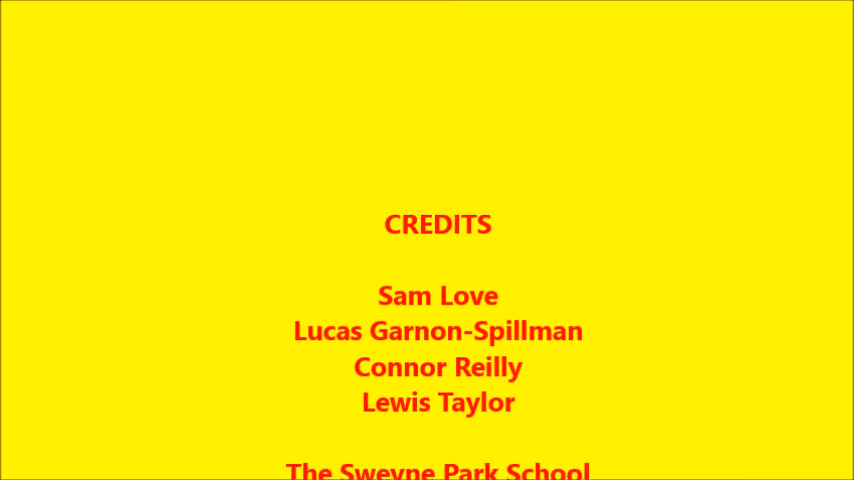 CREDITS
Sam Love
Lucas Garnon-Spillman
Connor Reilly
Lewis Taylor
The Sweyne Park School